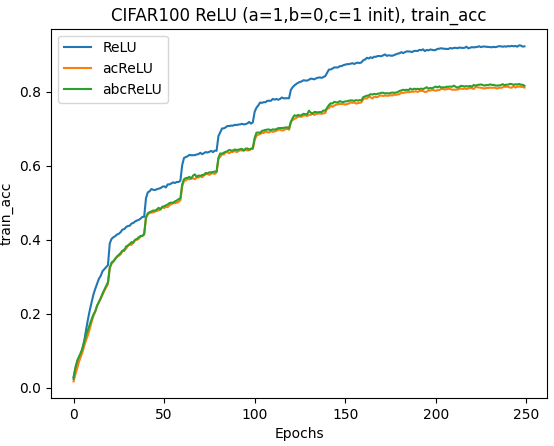 CIFAR100 ReLU (a=1,b=0,c=1 init), train_acc
ReLU
acReLU
abcReLU
train_acc
0.8
0.6
0.4
0.2
0.0
0
50
100
150
200
250
Epochs